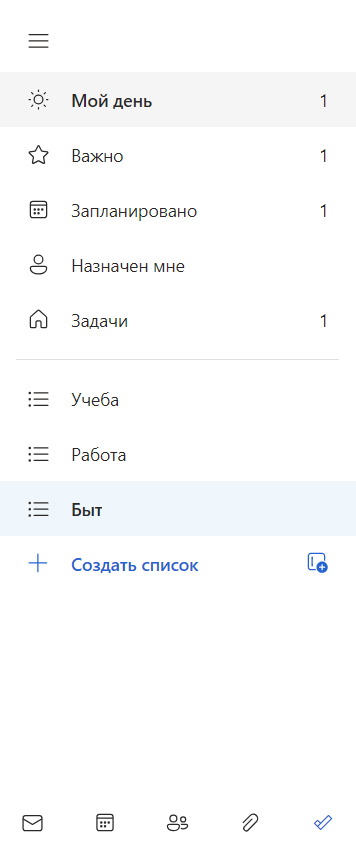 Мой день 1
Важно 1
Запланировано 1
Назначен мне
Задачи 1
Учеба
Работа
Быт
Создать список